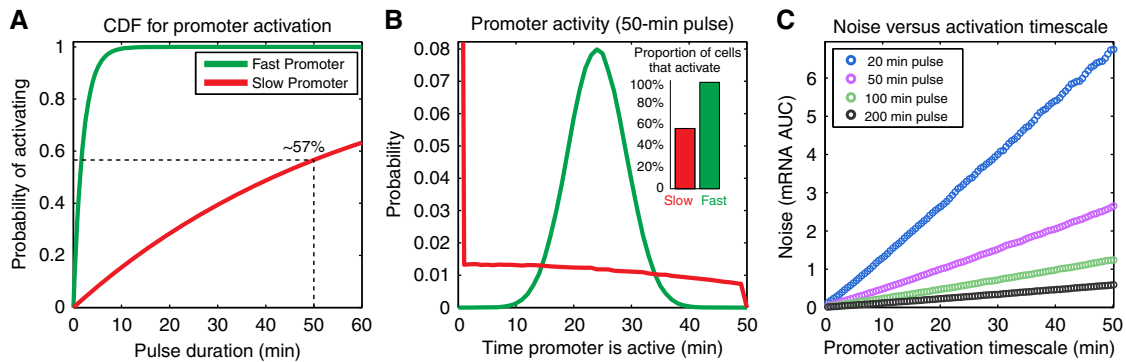 A
CDF for promoter activation
Probability of activating
1
0.8
0.6
0.4
0.2
0
Fast Promoter
Slow Promoter
~57%
0 10 20 30 40 50 60
Pulse duration (min)
B
Promoter activity (50-min pulse)
Probability
0.08
0.07
0.06
0.05
0.04
0.03
0.02
0.01
0
Proportion of cells
that activate
100%
80%
60%
40%
20%
0
Slow Fast
0 10 20 30 40 50
Time promoter is active (min)
C
Noise versus activation timescale
Noise (mRNA AUC)
6
5
4
3
2
1
0
20 min pulse
50 min pulse
100 min pulse
200 min pulse
0 10 20 30 40 50
Promoter activation timescale (min)